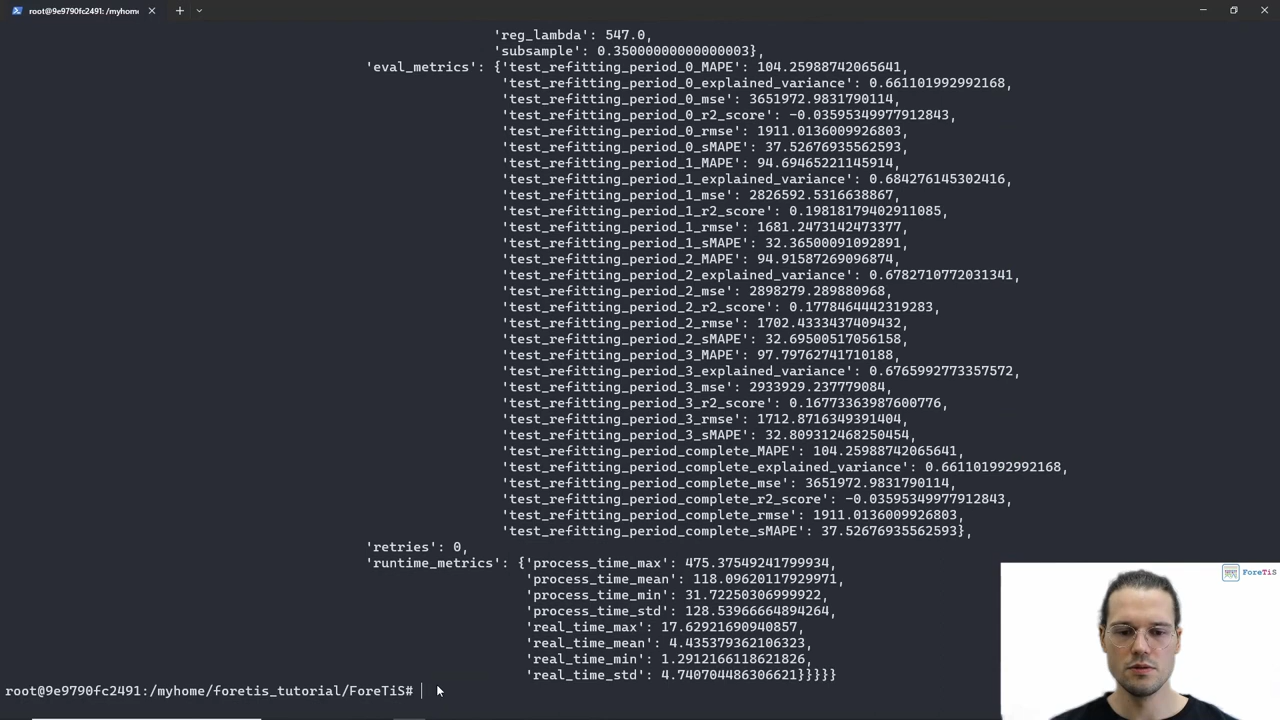 root@9e9790fc2491: /myhome
'reg_lambda': 547.0,
'subsample': 0.35000000000000003},
'eval_metrics': {'test_refitting_period_0_MAPE': 104.25988742065641,
'test_refitting_period_0_explained_variance': 0.661101992992168,
'test_refitting_period_0_mse': 3651972.9831790114,
'test_refitting_period_0_r2_score': -0.03595349977912843,
'test_refitting_period_0_rmse': 1911.0136009926803,
'test_refitting_period_0_sMAPE': 37.52676935562593,
'test_refitting_period_1_MAPE': 94.69465221145914,
'test_refitting_period_1_explained_variance': 0.684276145302416,
'test_refitting_period_1_mse': 2826592.5316638867,
'test_refitting_period_1_r2_score': 0.19818179402911085,
'test_refitting_period_1_rmse': 1681.2473142473377,
'test_refitting_period_1_sMAPE': 32.36500091092891,
'test_refitting_period_2_MAPE': 94.91587269096874,
'test_refitting_period_2_explained_variance': 0.6782710772031341,
'test_refitting_period_2_mse': 2898279.289880968,
'test_refitting_period_2_r2_score': 0.1778464442319283,
'test_refitting_period_2_rmse': 1702.4333437409432,
'test_refitting_period_2_sMAPE': 32.69500517056158,
'test_refitting_period_3_MAPE': 97.79762741710188,
'test_refitting_period_3_explained_variance': 0.6765992773357572,
'test_refitting_period_3_mse': 2933929.237779084,
'test_refitting_period_3_r2_score': 0.16773363987600776,
'test_refitting_period_3_rmse': 1712.8716349391404,
'test_refitting_period_3_sMAPE': 32.809312468250454,
'test_refitting_period_complete_MAPE': 104.25988742065641,
'test_refitting_period_complete_explained_variance': 0.661101992992168,
'test_refitting_period_complete_mse': 3651972.9831790114,
'test_refitting_period_complete_r2_score': -0.03595349977912843,
'test_refitting_period_complete_rmse': 1911.0136009926803,
'test_refitting_period_complete_sMAPE': 37.52676935562593},
'retries': 0,
'runtime_metrics': {'process_time_max': 475.37549241799934,
'process_time_mean': 118.09620117929971,
'process_time_min': 31.72250306999922,
'process_time_std': 128.53966664894264,
'real_time_max': 17.62921690940857,
'real_time_mean': 4.435379362106323,
'real_time_min': 1.2912166118621826,
'real_time_std': 4.740704486306621}}}}}
root@9e9790fc2491:/myhome/foretis_tutorial/ForeTiS#
ForeTiS